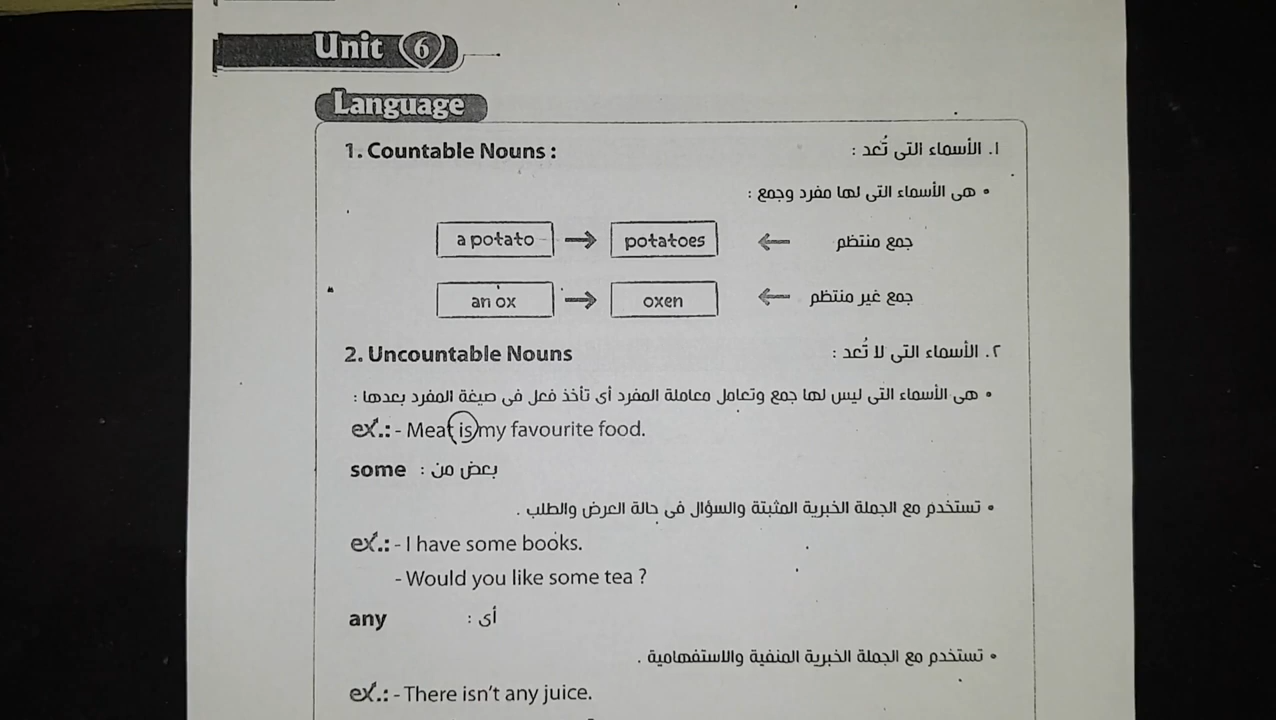 Unit 6
Language
1. Countable Nouns : ١. الأسماء التى تُعد :
• هى الأسماء التى لها مفرد وجمع :
a potato → potatoes ← جمع منتظم
an ox → oxen ← جمع غير منتظم
2. Uncountable Nouns ٢. الأسماء التى لا تُعد :
• هى الأسماء التى ليس لها جمع وتعامل معاملة المفرد أى تأخذ فعل فى صيغة المفرد بعدها :
ex.: - Meat is my favourite food.
some : بعض من
• تستخدم مع الجملة الخبرية المثبتة والسؤال فى حالة العرض والطلب .
ex.: - I have some books.
- Would you like some tea ?
any : أى
• تستخدم مع الجملة الخبرية المنفية والاستفهامية .
ex.: - There isn't any juice.